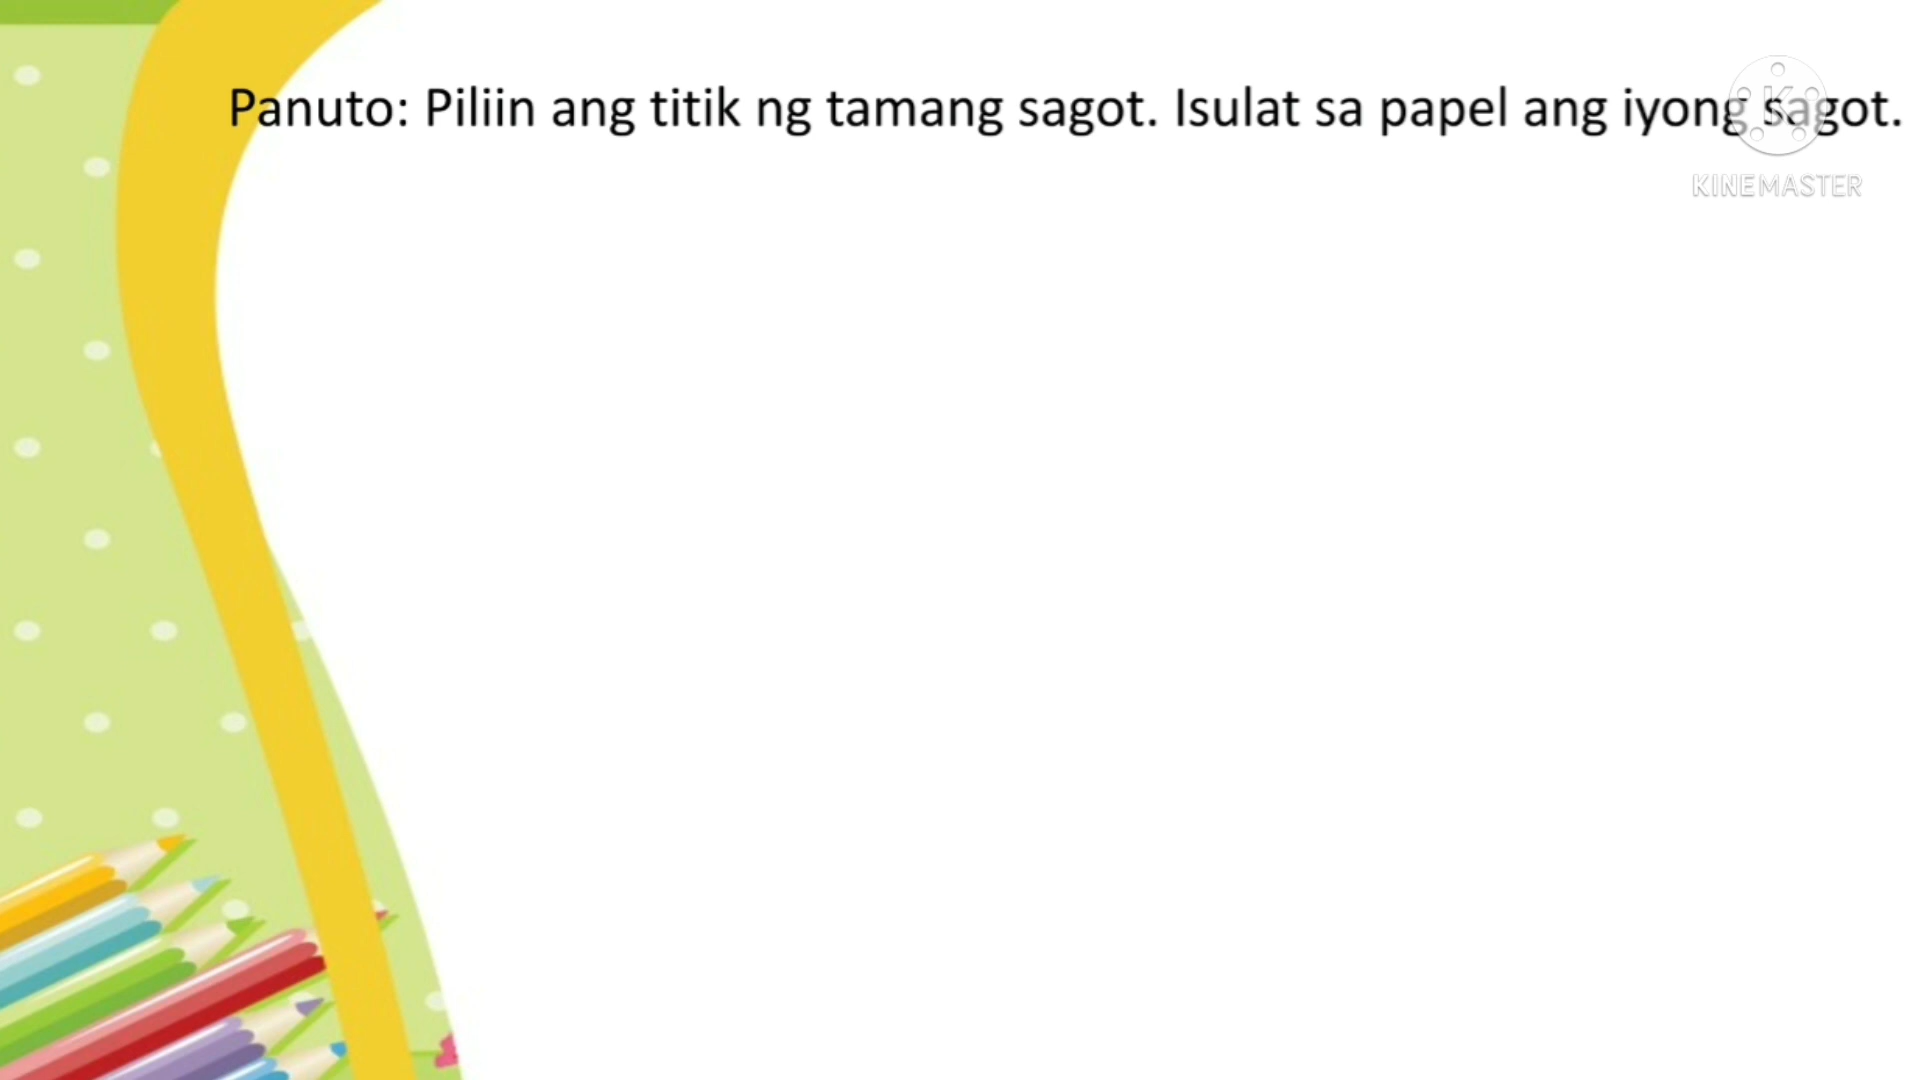 Panuto: Piliin ang titik ng tamang sagot. Isulat sa papel ang iyong sagot.
K
KINEMASTER